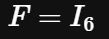 F = I₆